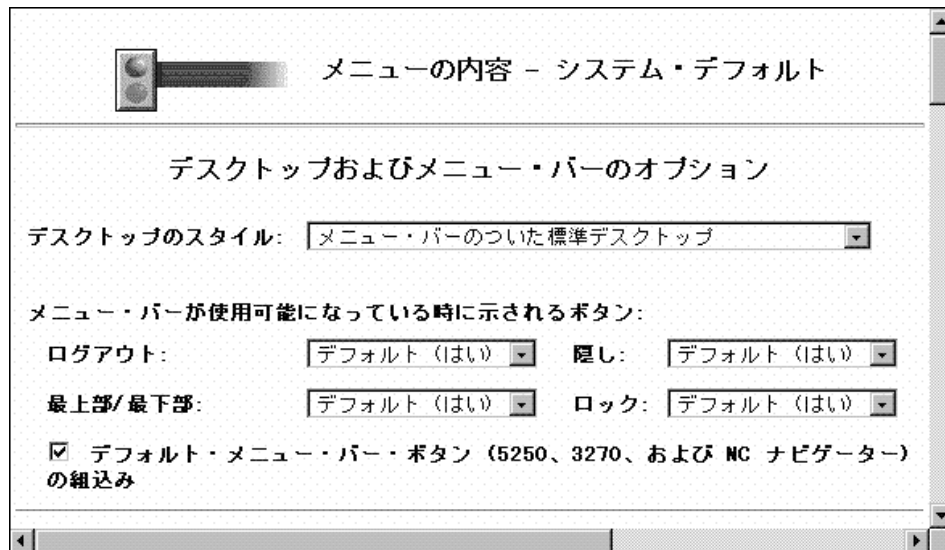 メニューの内容 － システム・デフォルト
デスクトップおよびメニュー・バーのオプション
デスクトップのスタイル: メニュー・バーのついた標準デスクトップ
メニュー・バーが使用可能になっている時に示されるボタン:
ログアウト: デフォルト (はい) 隠し: デフォルト (はい)
最上部/最下部: デフォルト (はい) ロック: デフォルト (はい)
デフォルト・メニュー・バー・ボタン (5250、3270、および NC ナビゲーター)
の組込み